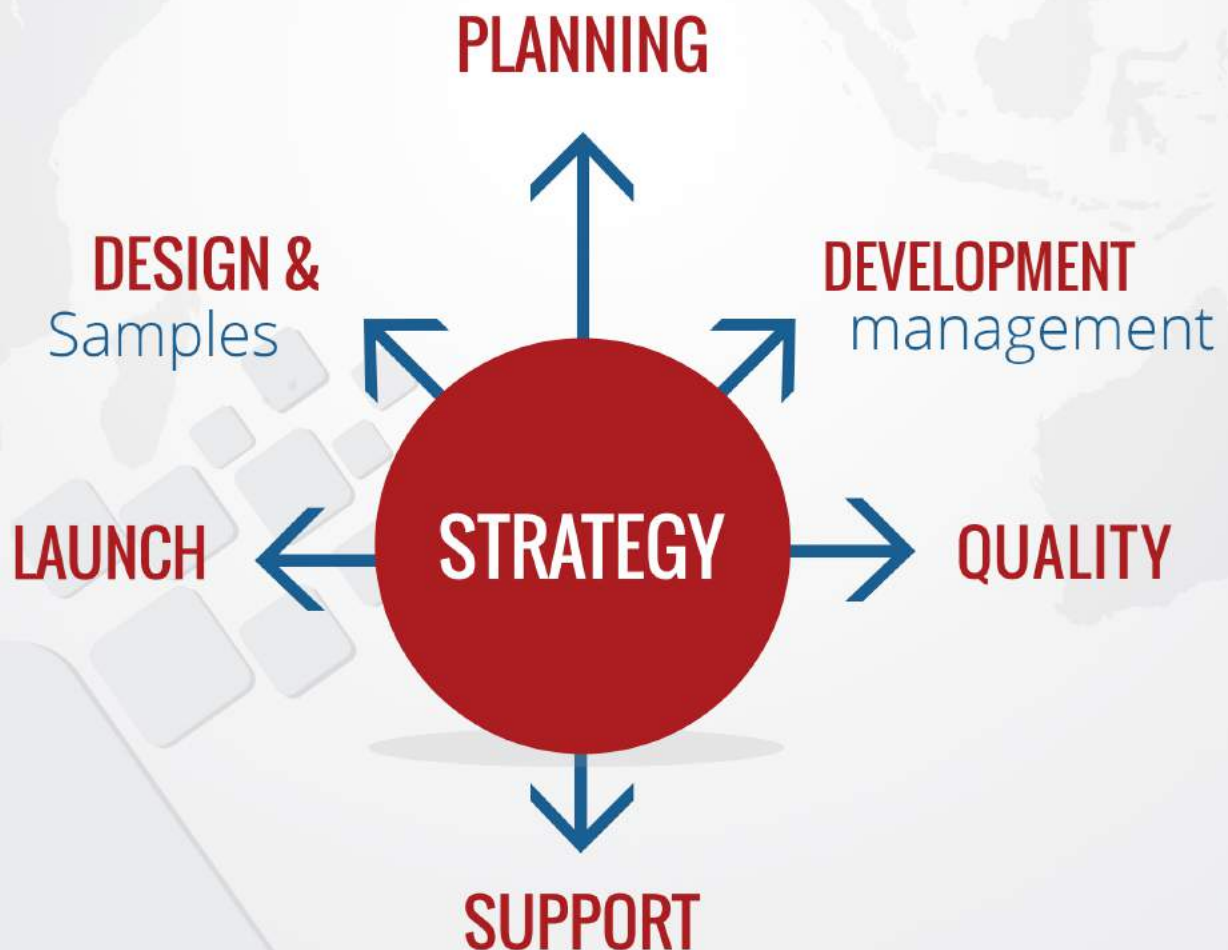 PLANNING
DESIGN &
Samples
DEVELOPMENT
management
LAUNCH
STRATEGY
QUALITY
SUPPORT